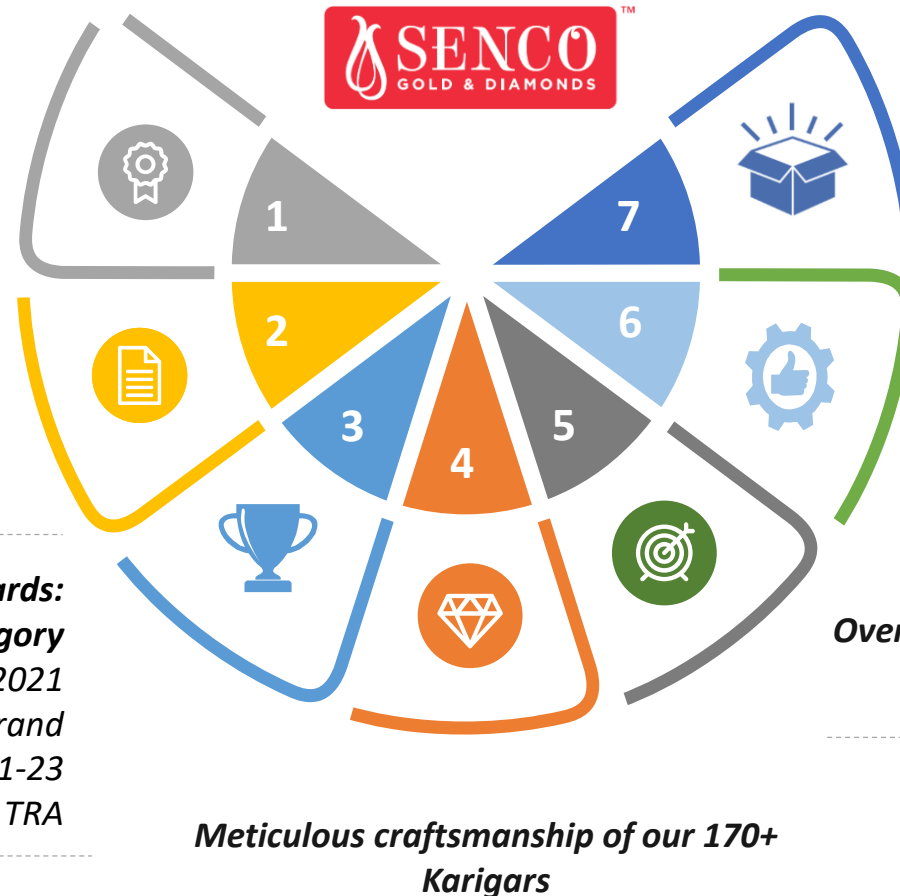 SENCO
GOLD & DIAMONDS
TM
1
7
2
6
3
5
4
ards:
gory
2021
rand
1-23
TRA
Over
Meticulous craftsmanship of our 170+
Karigars